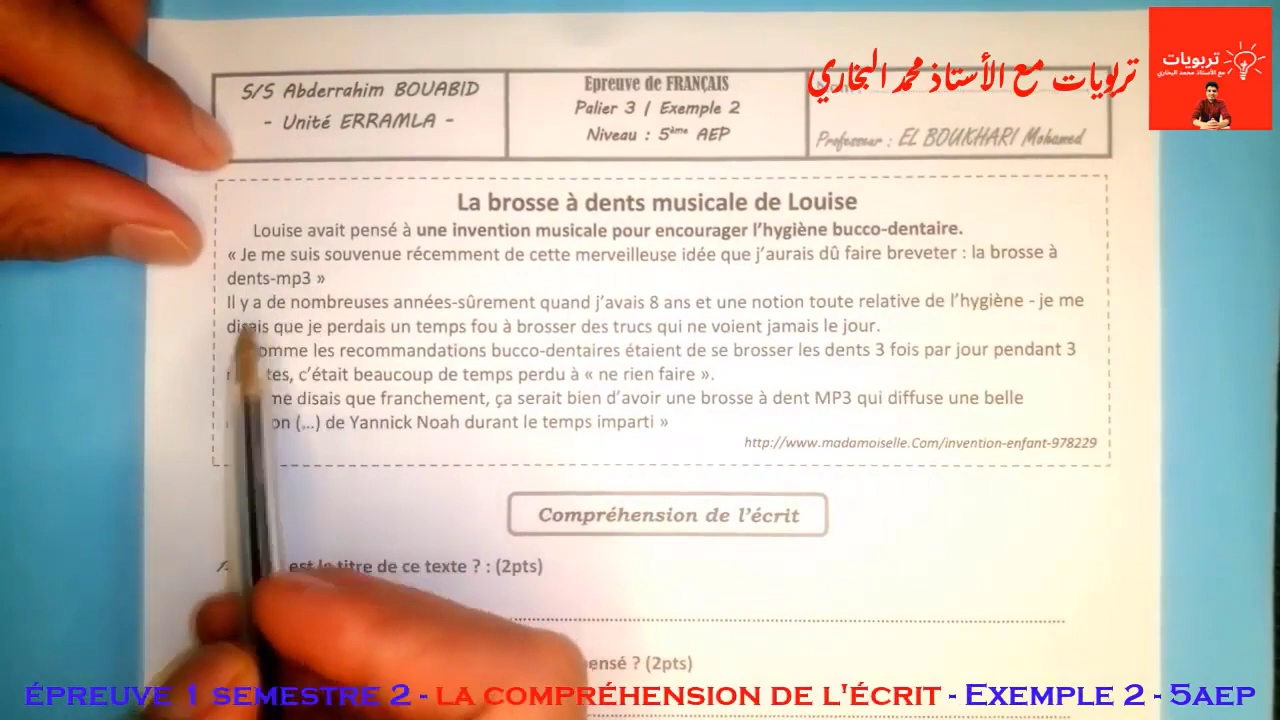 S/S Abderrahim BOUABID
- Unité ERRAMLA -
Epreuve de FRANÇAIS
Palier 3 / Exemple 2
Niveau : 5ème AEP
تربويات مع الأستاذ محمد البخاري
Professeur : EL BOUKHARI Mohamed
تربويات
مع الأستاذ محمد البخاري
La brosse à dents musicale de Louise
Louise avait pensé à une invention musicale pour encourager l'hygiène bucco-dentaire.
« Je me suis souvenue récemment de cette merveilleuse idée que j'aurais dû faire breveter : la brosse à
dents-mp3 »
Il y a de nombreuses années-sûrement quand j'avais 8 ans et une notion toute relative de l'hygiène - je me
disais que je perdais un temps fou à brosser des trucs qui ne voient jamais le jour.
les recommandations bucco-dentaires étaient de se brosser les dents 3 fois par jour pendant 3
c'était beaucoup de temps perdu à « ne rien faire ».
disais que franchement, ça serait bien d'avoir une brosse à dent MP3 qui diffuse une belle
(...) de Yannick Noah durant le temps imparti »
http://www.madamoiselle.Com/invention-enfant-978229
Compréhension de l'écrit
est le titre de ce texte ? : (2pts)
? (2pts)
ÉPREUVE 1 SEMESTRE 2 - LA COMPRÉHENSION DE L'ÉCRIT - EXEMPLE 2 - 5AEP